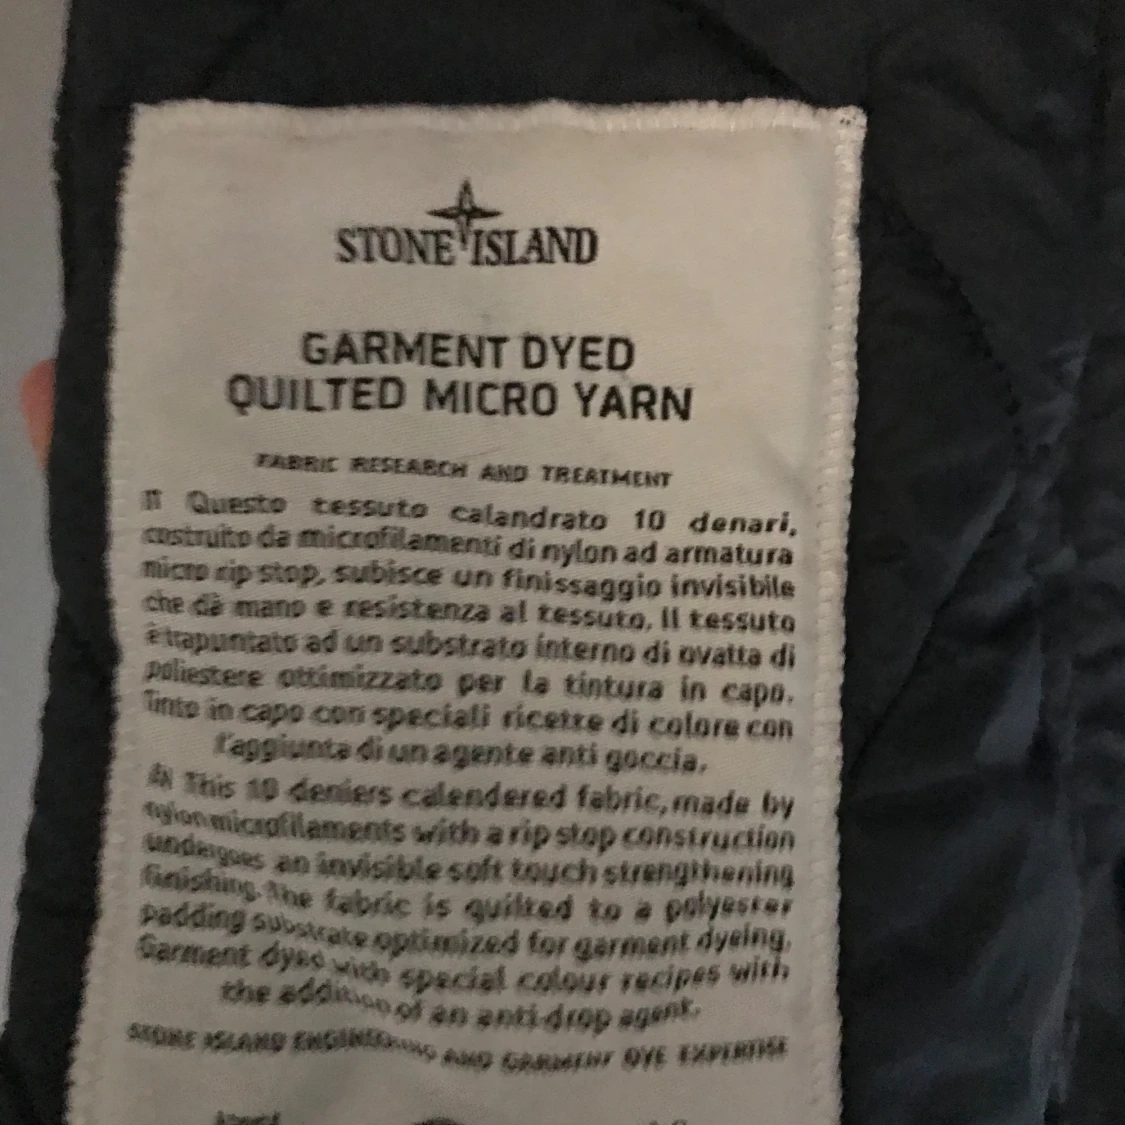 STONE ISLAND
GARMENT DYED
QUILTED MICRO YARN
FABRIC RESEARCH AND TREATMENT
IT Questo tessuto calandrato 10 denari,
costruito da microfilamenti di nylon ad armatura
micro rip stop, subisce un finissaggio invisibile
che dà mano e resistenza al tessuto. Il tessuto
è trapuntato ad un substrato interno di ovatta di
poliestere ottimizzato per la tintura in capo.
Tinto in capo con speciali ricette di colore con
l'aggiunta di un agente anti goccia.
EN This 10 deniers calendered fabric, made by
nylon microfilaments with a rip stop construction
undergoes an invisible soft touch strengthening
finishing. The fabric is quilted to a polyester
padding substrate optimized for garment dyeing.
Garment dyed with special colour recipes with
the addition of an anti-drop agent.
STONE ISLAND ENGINEERING AND GARMENT DYE EXPERTISE